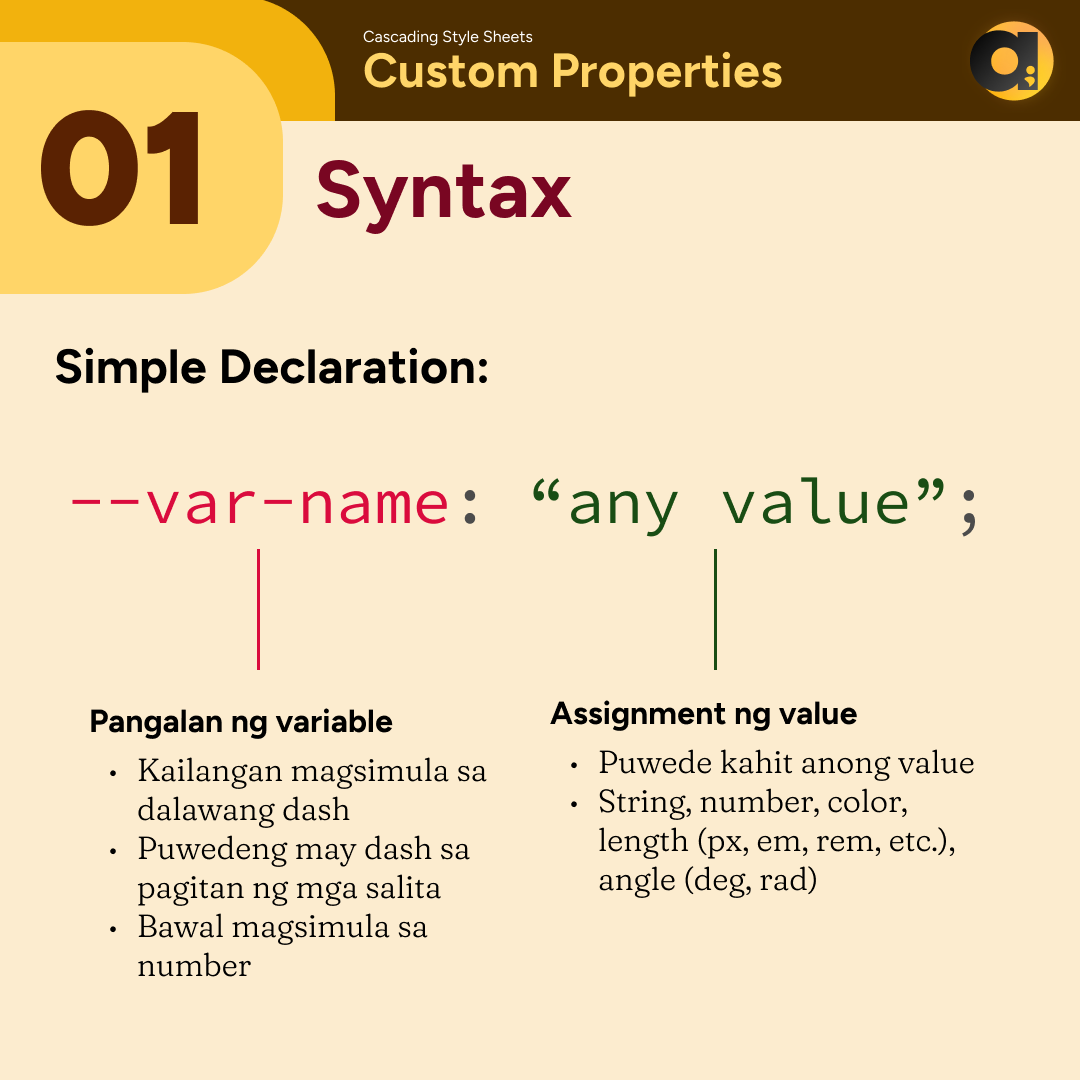 Cascading Style Sheets
Custom Properties
01
Syntax
Simple Declaration:
--var-name: “any value”;
Pangalan ng variable
• Kailangan magsimula sa
dalawang dash
• Puwedeng may dash sa
pagitan ng mga salita
• Bawal magsimula sa
number
Assignment ng value
• Puwede kahit anong value
• String, number, color,
length (px, em, rem, etc.),
angle (deg, rad)